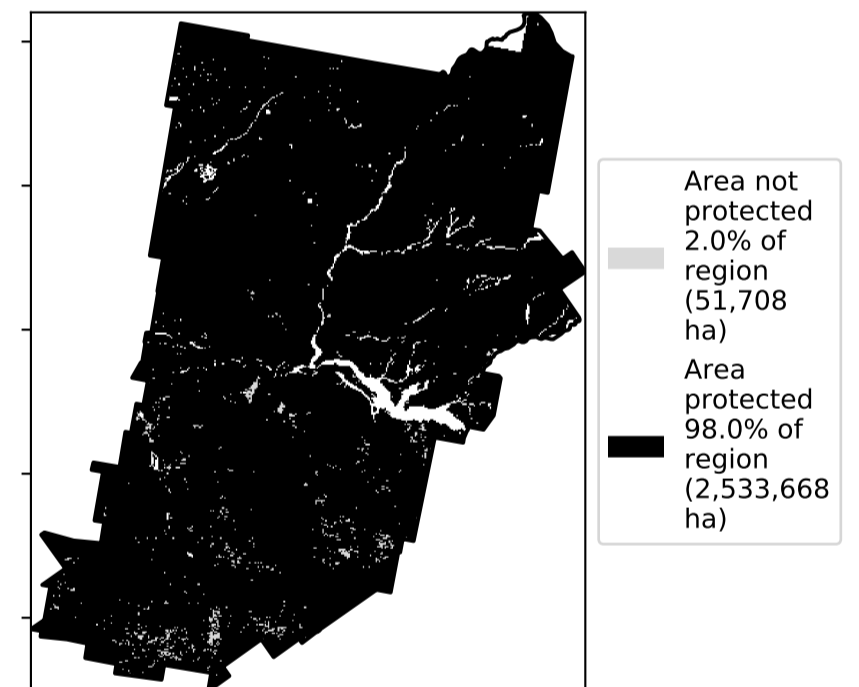 Area not
protected
2.0% of
region
(51,708
ha)
Area
protected
98.0% of
region
(2,533,668
ha)